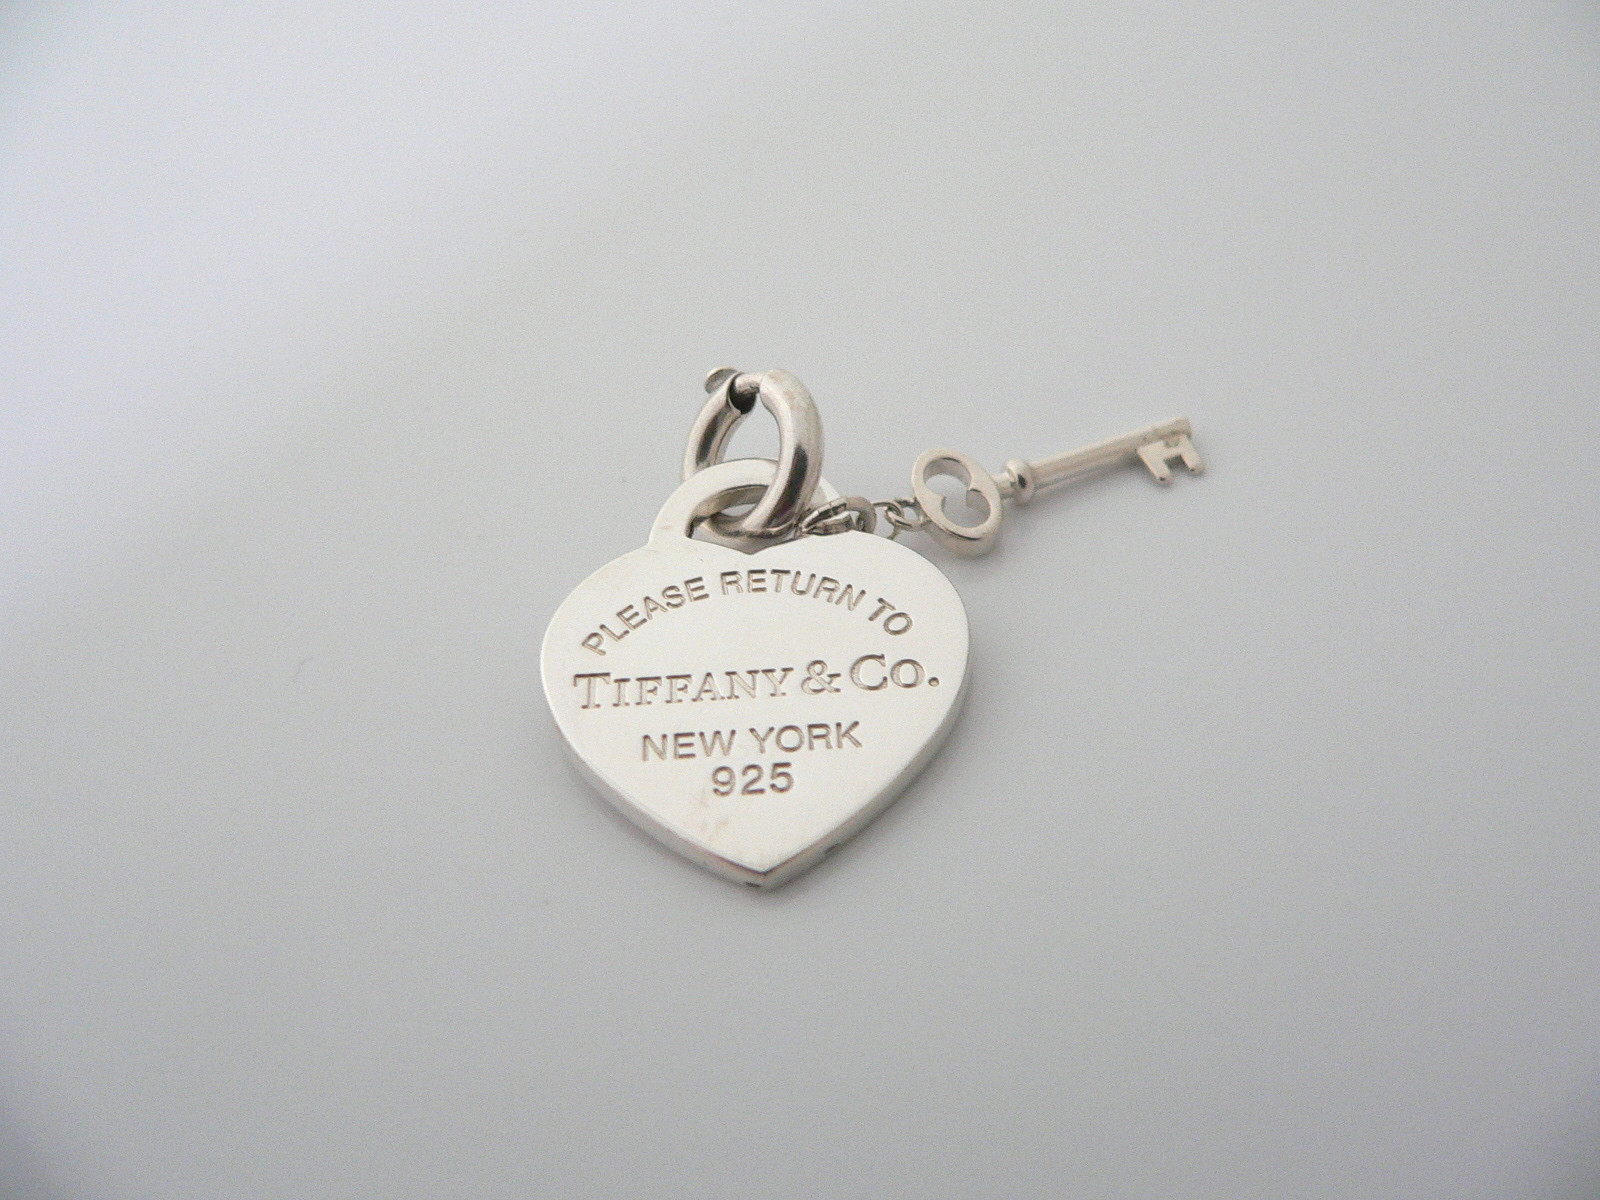 PLEASE RETURN TO
TIFFANY & CO.
NEW YORK
925